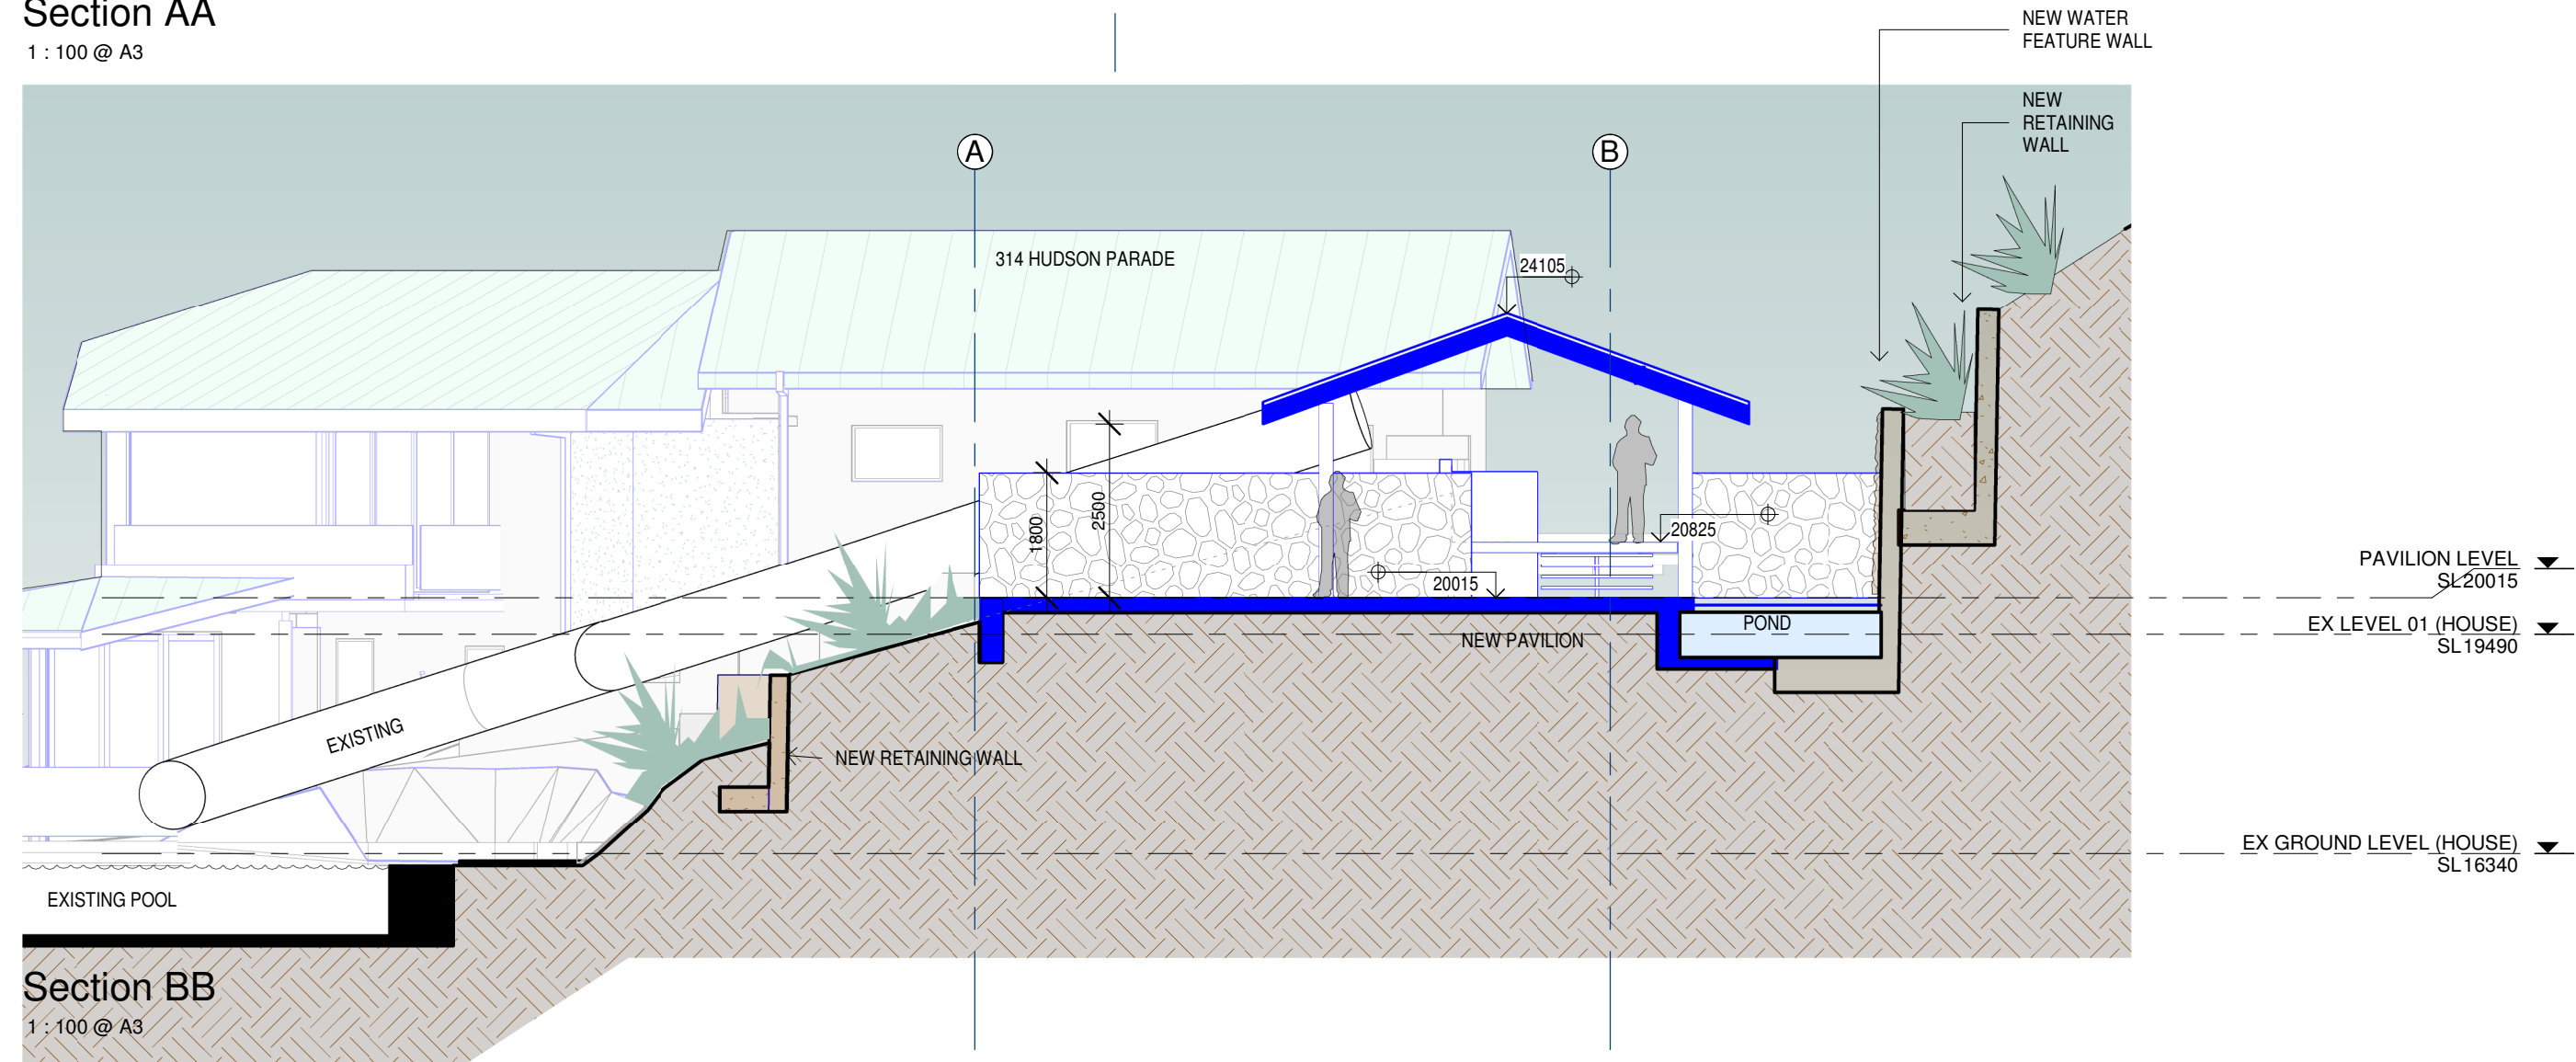 Section AA
1 : 100 @ A3
NEW WATER
FEATURE WALL
NEW
RETAINING
WALL
A
B
314 HUDSON PARADE
24105
1800
2500
20825
20015
PAVILION LEVEL
SL20015
EX LEVEL 01 (HOUSE)
SL19490
POND
NEW PAVILION
EXISTING
NEW RETAINING WALL
EX GROUND LEVEL (HOUSE)
SL16340
EXISTING POOL
Section BB
1 : 100 @ A3